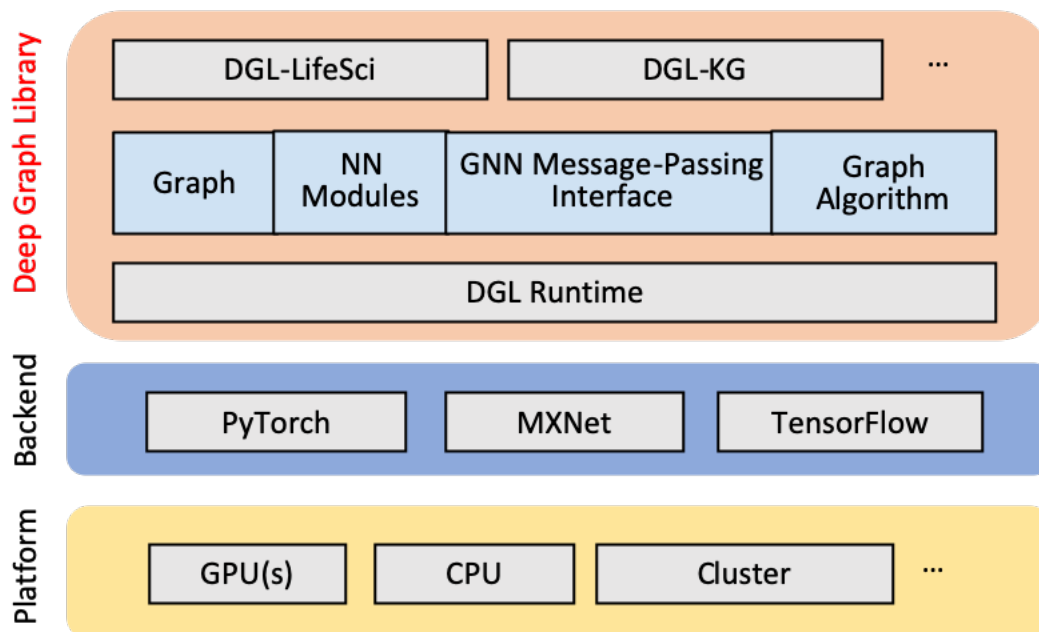 Deep Graph Library
DGL-LifeSci
DGL-KG
...
Graph
NN
Modules
GNN Message-Passing
Interface
Graph
Algorithm
DGL Runtime
Backend
PyTorch
MXNet
TensorFlow
Platform
GPU(s)
CPU
Cluster
...